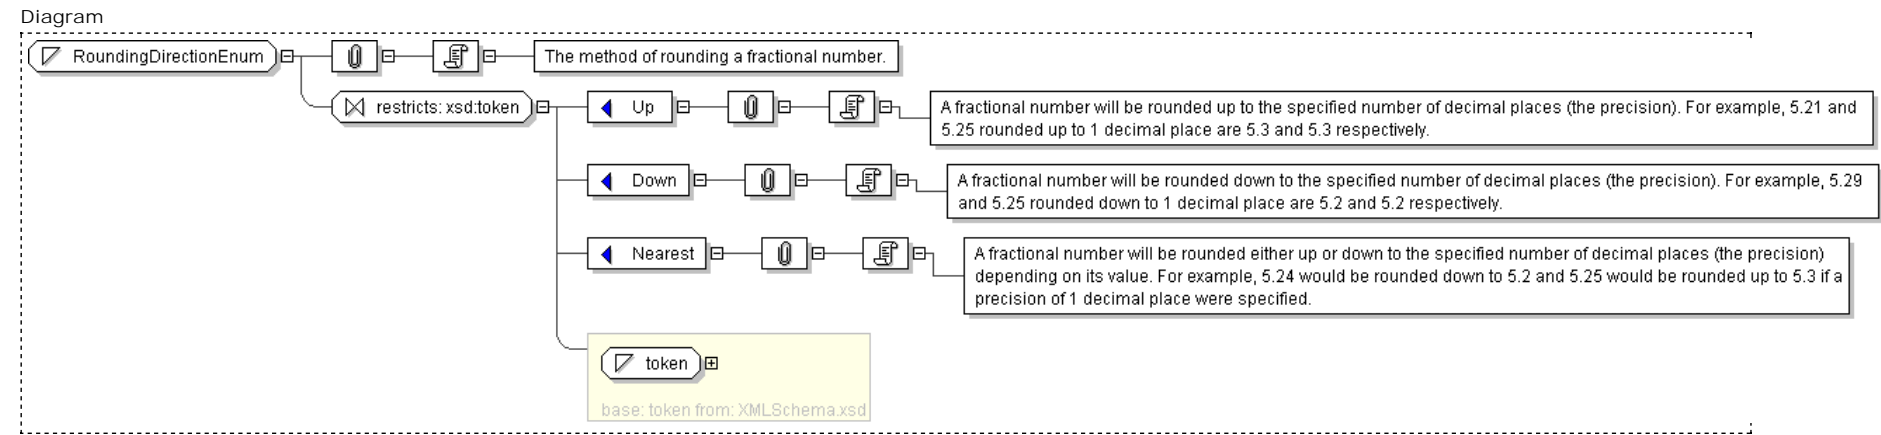 Diagram
RoundingDirectionEnum
The method of rounding a fractional number.
restricts: xsd:token
Up
A fractional number will be rounded up to the specified number of decimal places (the precision). For example, 5.21 and
5.25 rounded up to 1 decimal place are 5.3 and 5.3 respectively.
Down
A fractional number will be rounded down to the specified number of decimal places (the precision). For example, 5.29
and 5.25 rounded down to 1 decimal place are 5.2 and 5.2 respectively.
Nearest
A fractional number will be rounded either up or down to the specified number of decimal places (the precision)
depending on its value. For example, 5.24 would be rounded down to 5.2 and 5.25 would be rounded up to 5.3 if a
precision of 1 decimal place were specified.
token
base: token from: XMLSchema.xsd